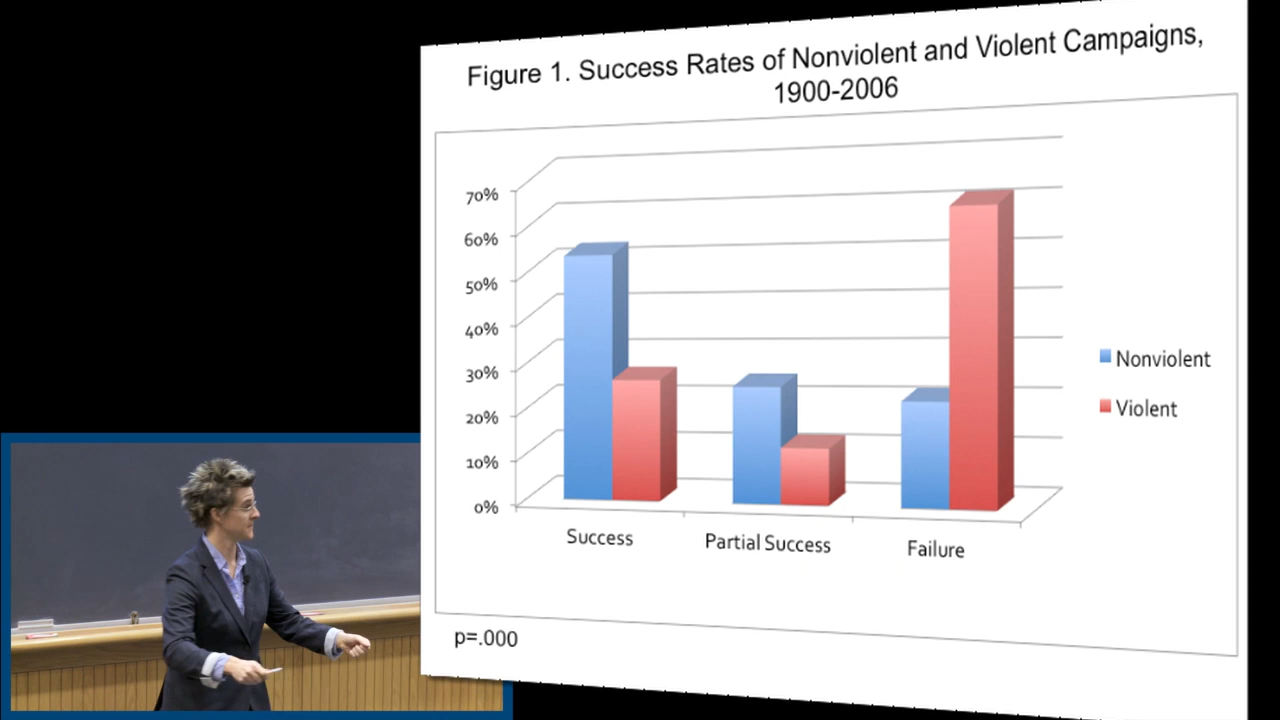 Figure 1. Success Rates of Nonviolent and Violent Campaigns,
1900-2006
70%
60%
50%
40%
30%
20%
10%
0%
Success
Partial Success
Failure
Nonviolent
Violent
p=.000